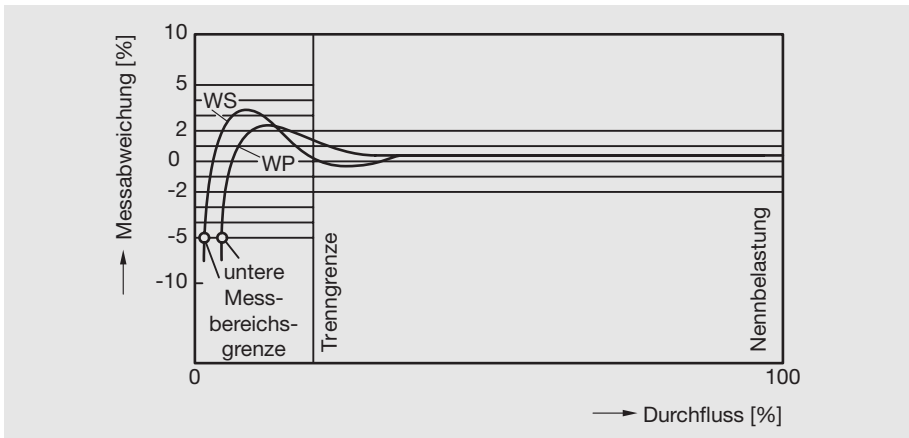 Messabweichung [%]
10
5
2
0
-2
-5
-10
WS
WP
untere
Mess-
bereichs-
grenze
Trenngrenze
Nennbelastung
0
100
Durchfluss [%]